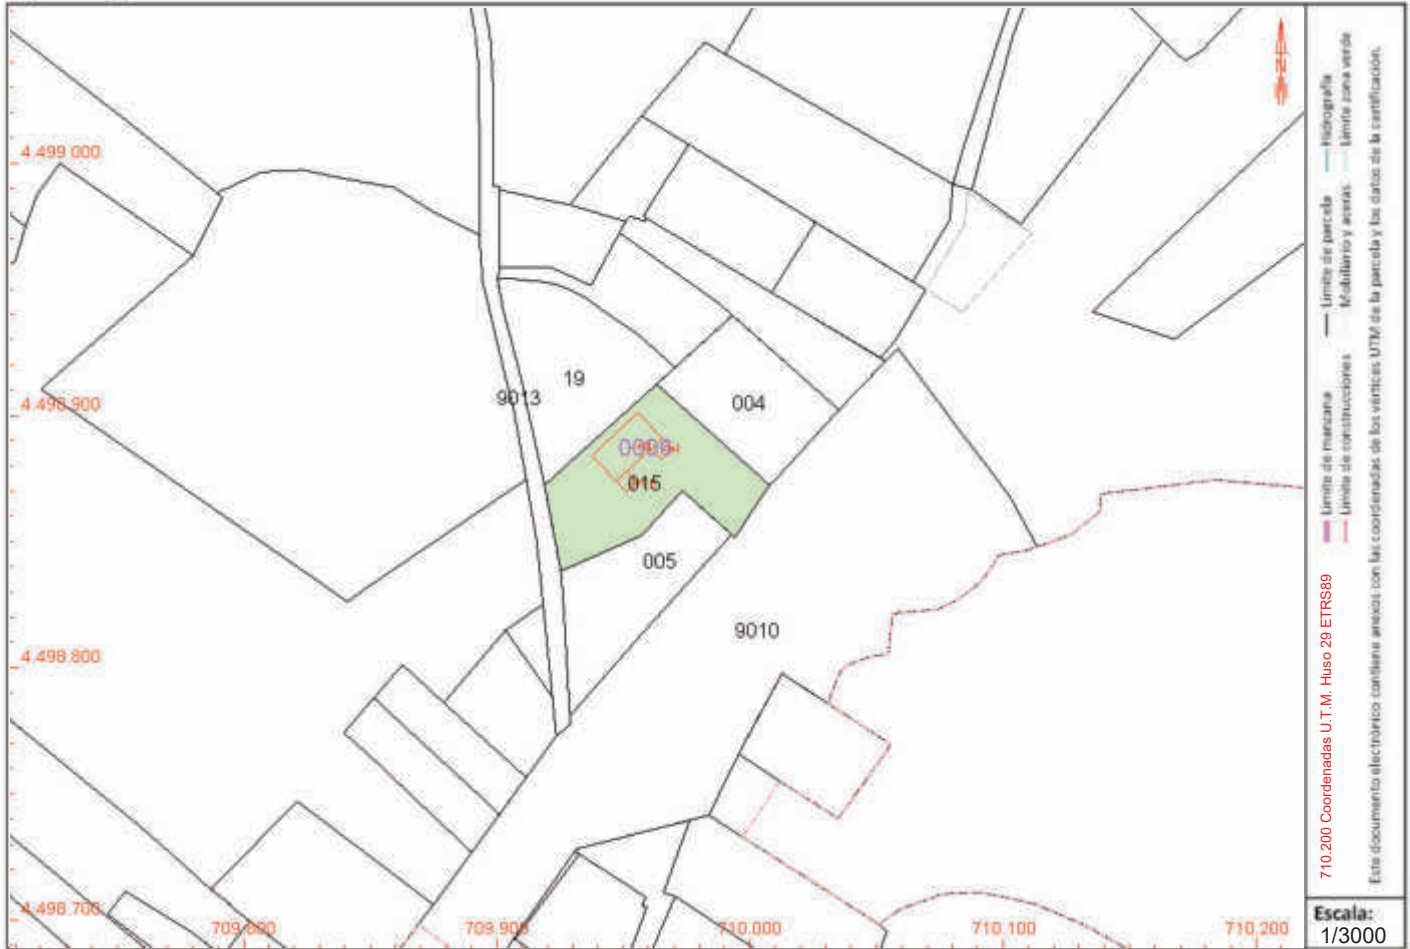 4.499.000
19
9013
004
4.498.900
0006
015
005
9010
4.498.800
4.498.700
709.800
709.900
710.000
710.100
710.200
N
Límite de manzana
Límite de parcela
Hidrografía
Límite de construcciones
Mobiliario y aceras
Límite zona verde
710.200 Coordenadas U.T.M. Huso 29 ETRS89
Este documento electrónico contiene anexos con las coordenadas de los vértices UTM de la parcela y los datos de la certificación.
Escala:
1/3000